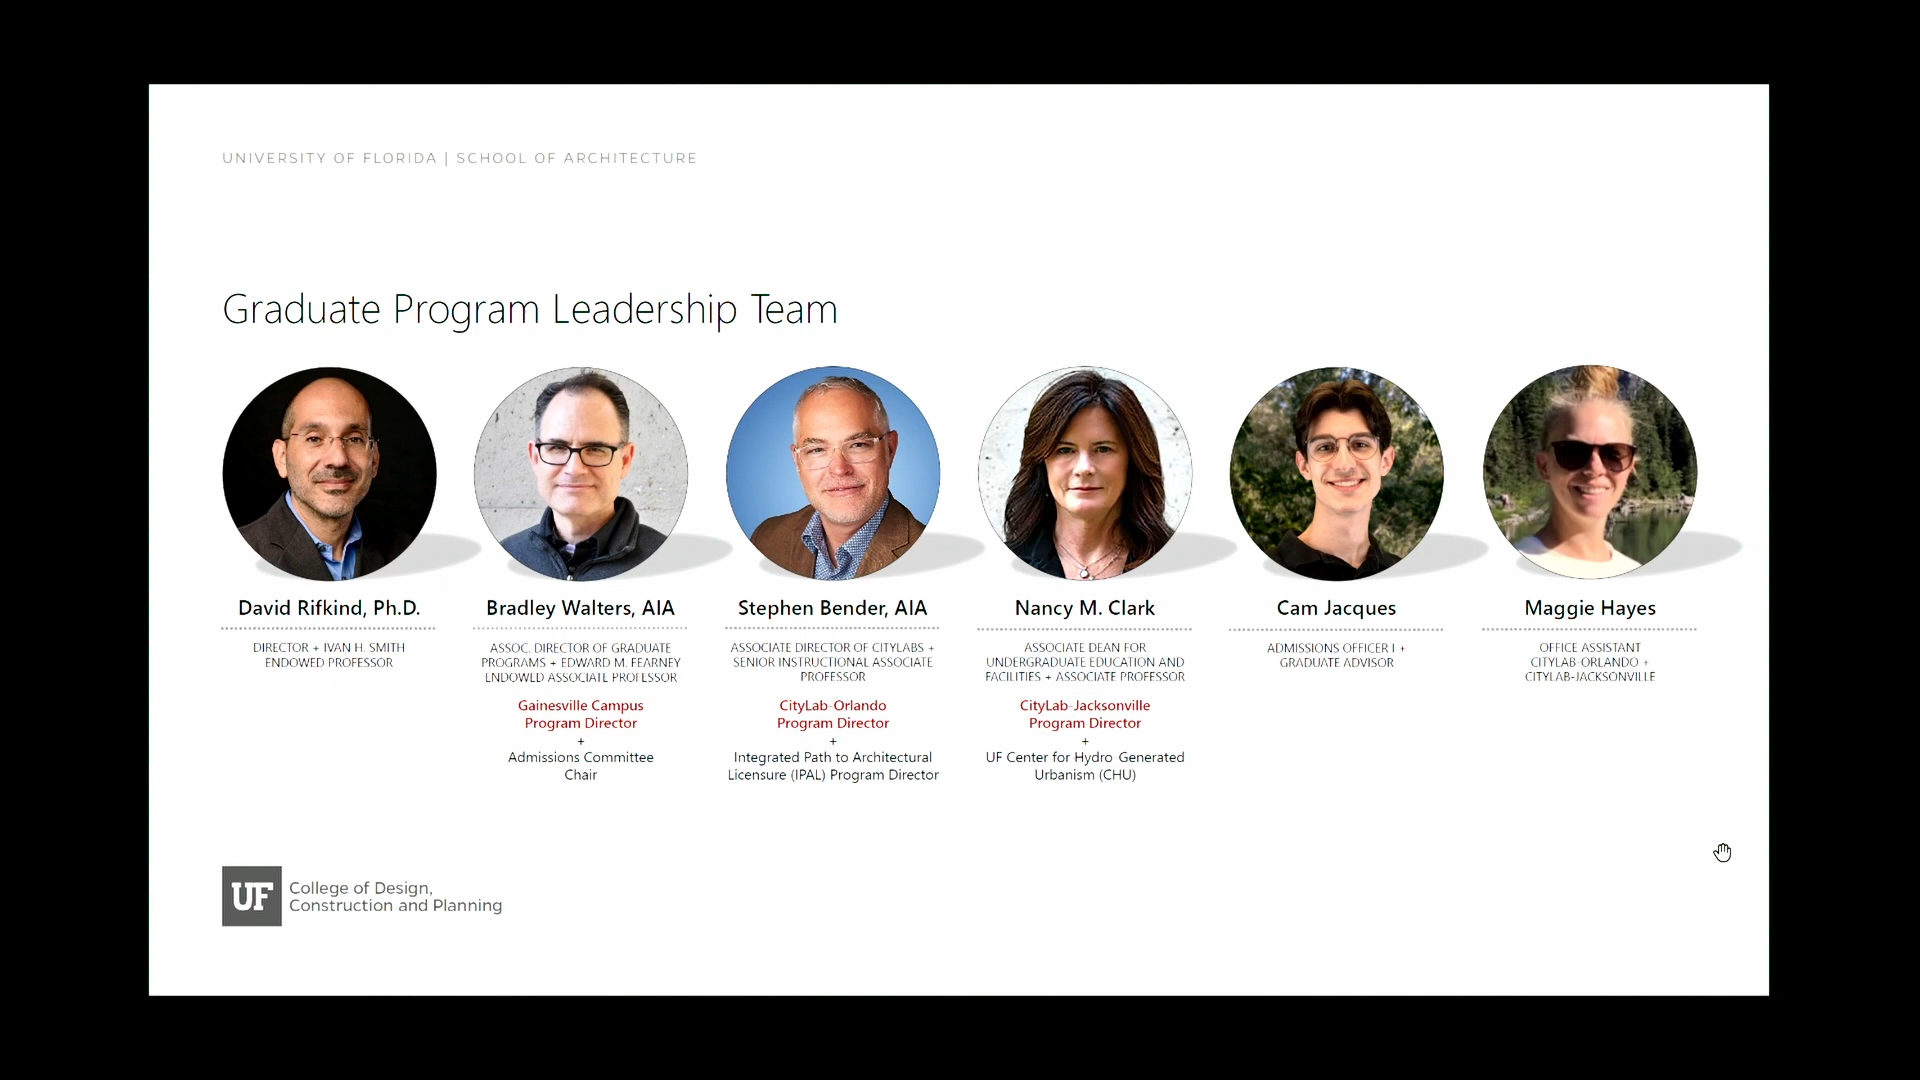 UNIVERSITY OF FLORIDA | SCHOOL OF ARCHITECTURE
Graduate Program Leadership Team
David Rifkind, Ph.D.
DIRECTOR + IVAN H. SMITH
ENDOWED PROFESSOR
Bradley Walters, AIA
ASSOC. DIRECTOR OF GRADUATE
PROGRAMS + EDWARD M. FEARNEY
ENDOWED ASSOCIATE PROFESSOR
Gainesville Campus
Program Director
+
Admissions Committee
Chair
Stephen Bender, AIA
ASSOCIATE DIRECTOR OF CITYLABS +
SENIOR INSTRUCTIONAL ASSOCIATE
PROFESSOR
CityLab-Orlando
Program Director
+
Integrated Path to Architectural
Licensure (IPAL) Program Director
Nancy M. Clark
ASSOCIATE DEAN FOR
UNDERGRADUATE EDUCATION AND
FACILITIES + ASSOCIATE PROFESSOR
CityLab-Jacksonville
Program Director
+
UF Center for Hydro-Generated
Urbanism (CHU)
Cam Jacques
ADMISSIONS OFFICER I +
GRADUATE ADVISOR
Maggie Hayes
OFFICE ASSISTANT
CITYLAB-ORLANDO +
CITYLAB-JACKSONVILLE
UF
College of Design,
Construction and Planning